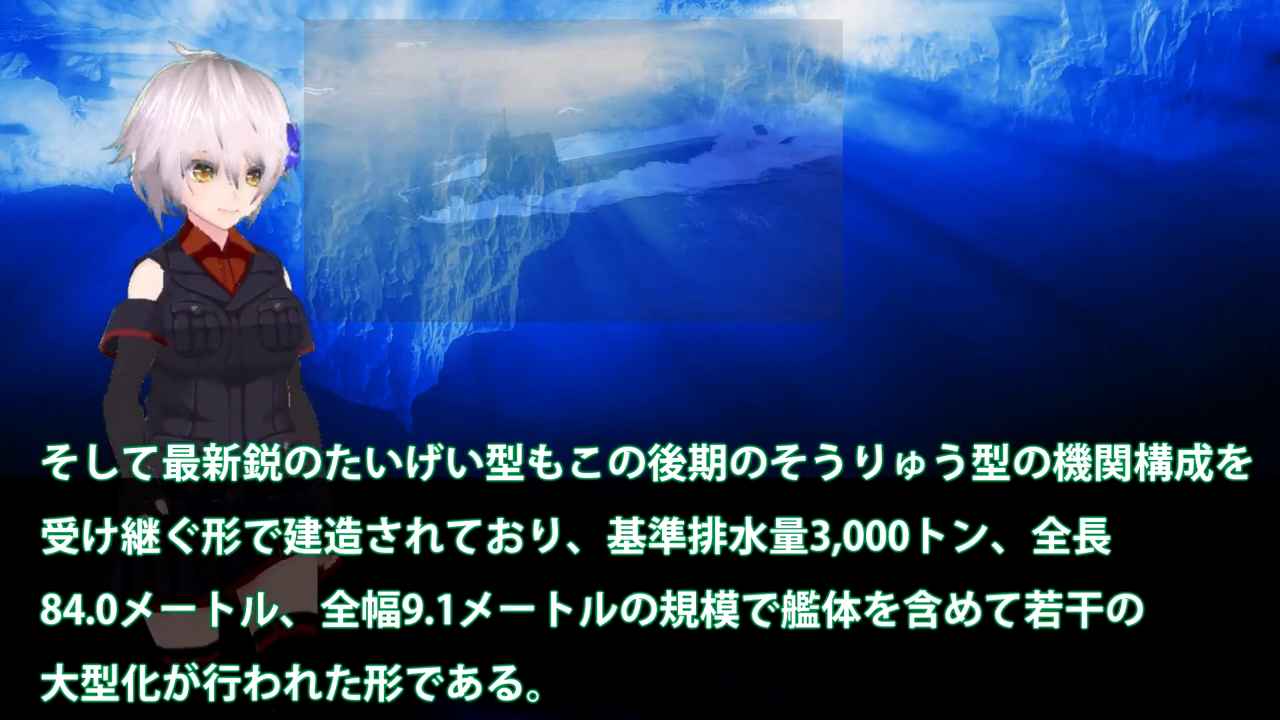 そして最新鋭のたいげい型もこの後期のそうりゅう型の機関構成を
受け継ぐ形で建造されており、基準排水量3,000トン、全長
84.0メートル、全幅9.1メートルの規模で艦体を含めて若干の
大型化が行われた形である。